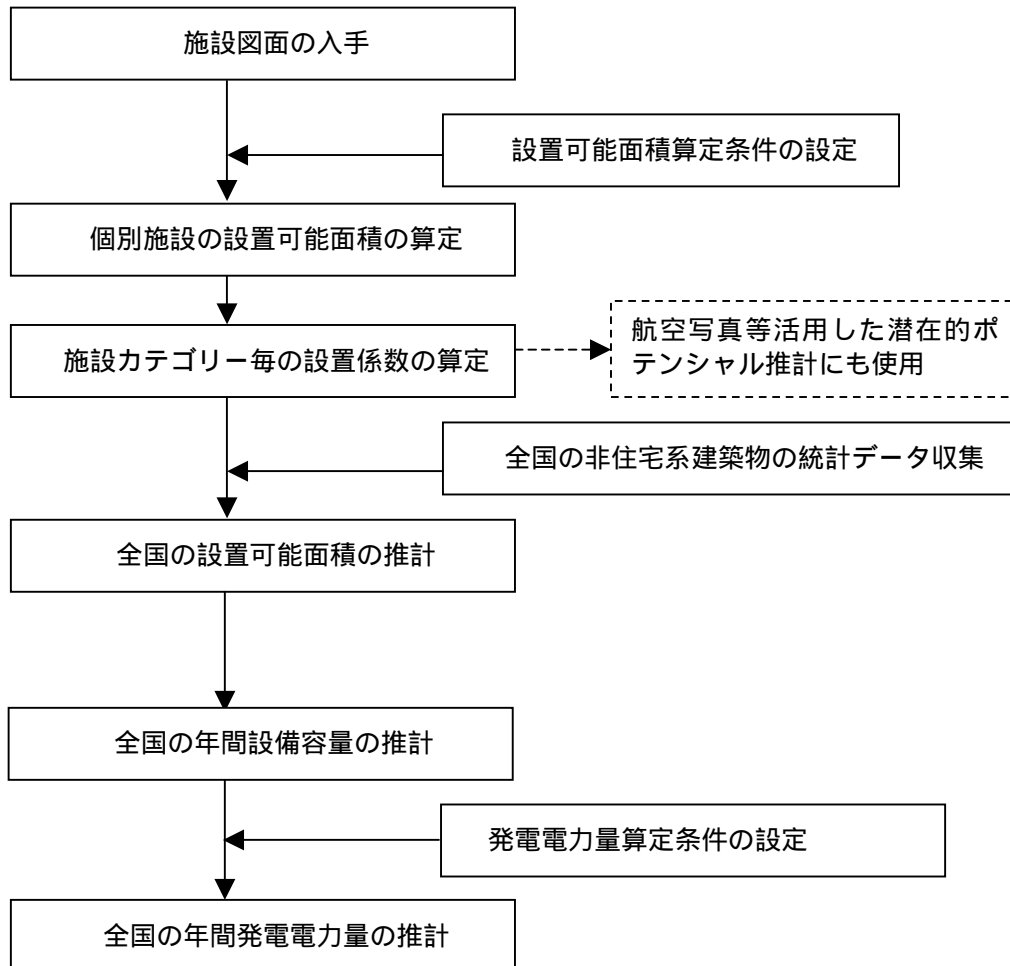 施設図面の入手
設置可能面積算定条件の設定
個別施設の設置可能面積の算定
施設カテゴリー毎の設置係数の算定
航空写真等活用した潜在的ポ
テンシャル推計にも使用
全国の非住宅系建築物の統計データ収集
全国の設置可能面積の推計
全国の年間設備容量の推計
発電電力量算定条件の設定
全国の年間発電電力量の推計